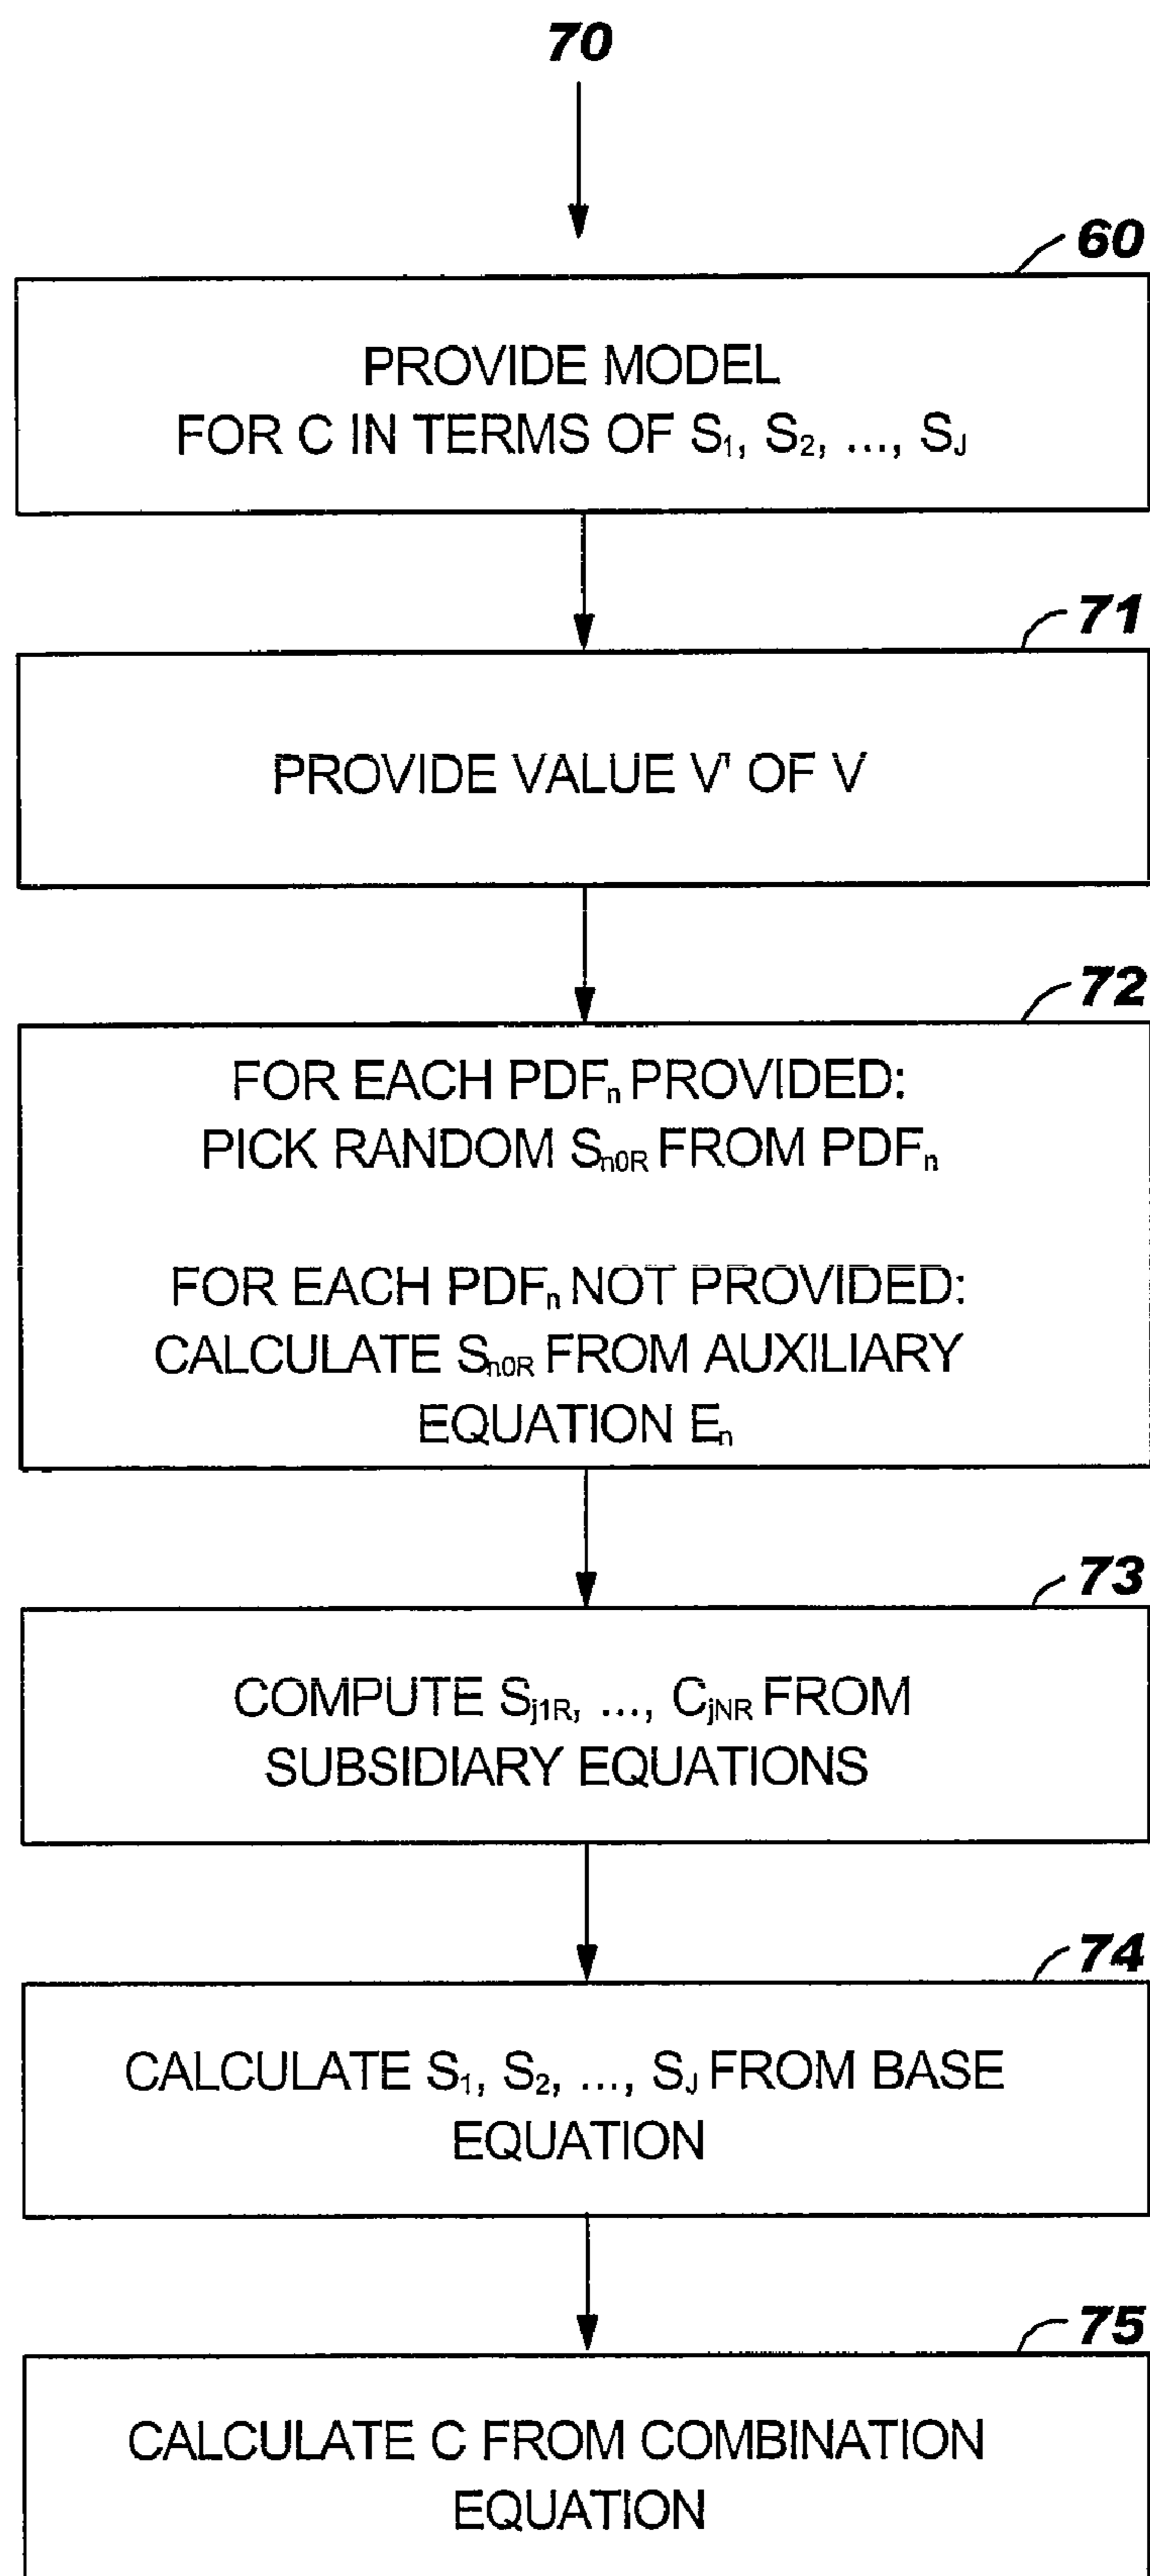 70
60
PROVIDE MODEL
FOR C IN TERMS OF S₁, S₂, ..., S_J
71
PROVIDE VALUE V' OF V
72
FOR EACH PDFₙ PROVIDED:
PICK RANDOM Sₙ₀R FROM PDFₙ
FOR EACH PDFₙ NOT PROVIDED:
CALCULATE Sₙ₀R FROM AUXILIARY
EQUATION Eₙ
73
COMPUTE Sⱼ₁R, ..., CⱼNR FROM
SUBSIDIARY EQUATIONS
74
CALCULATE S₁, S₂, ..., S_J FROM BASE
EQUATION
75
CALCULATE C FROM COMBINATION
EQUATION